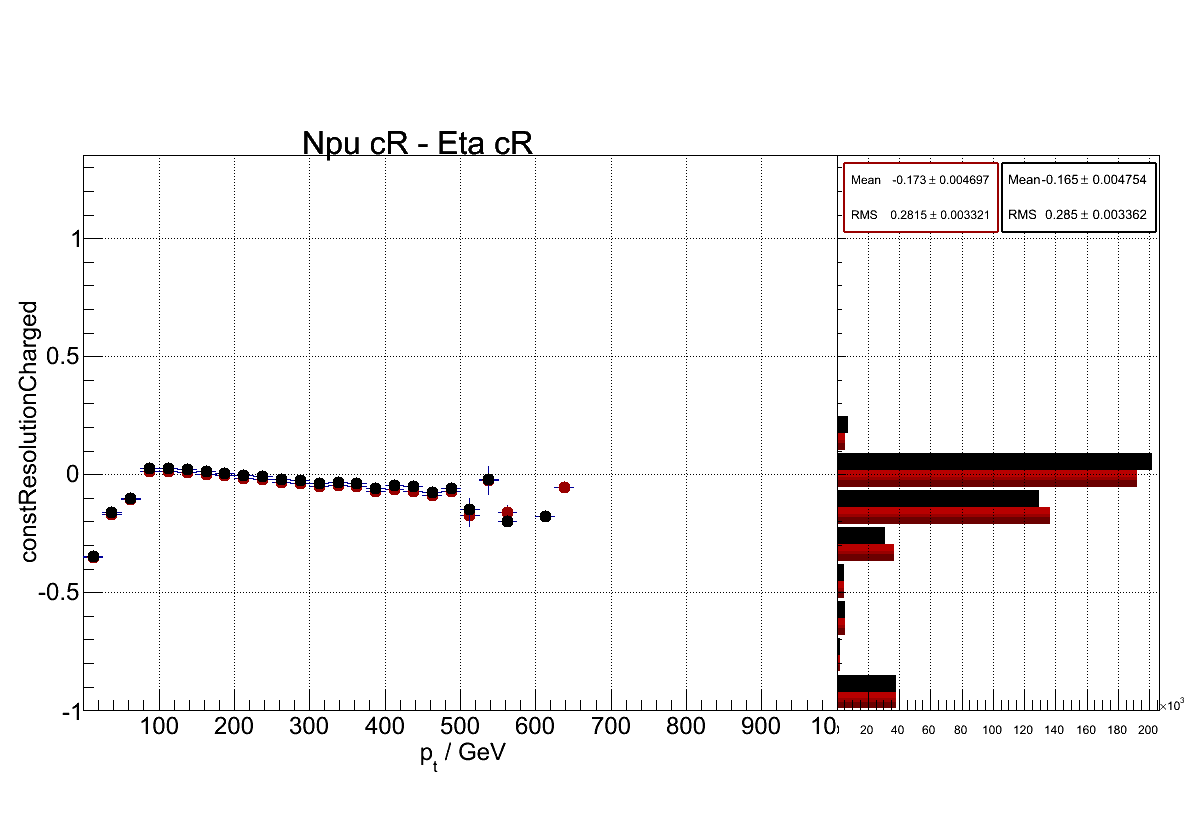 Npu cR - Eta cR
Mean -0.173 ± 0.004697
RMS 0.2815 ± 0.003321
Mean -0.165 ± 0.004754
RMS 0.285 ± 0.003362
constResolutionCharged
1
0.5
0
-0.5
-1
100 200 300 400 500 600 700 800 900 10
p_t / GeV
20 40 60 80 100 120 140 160 180 200
×10³